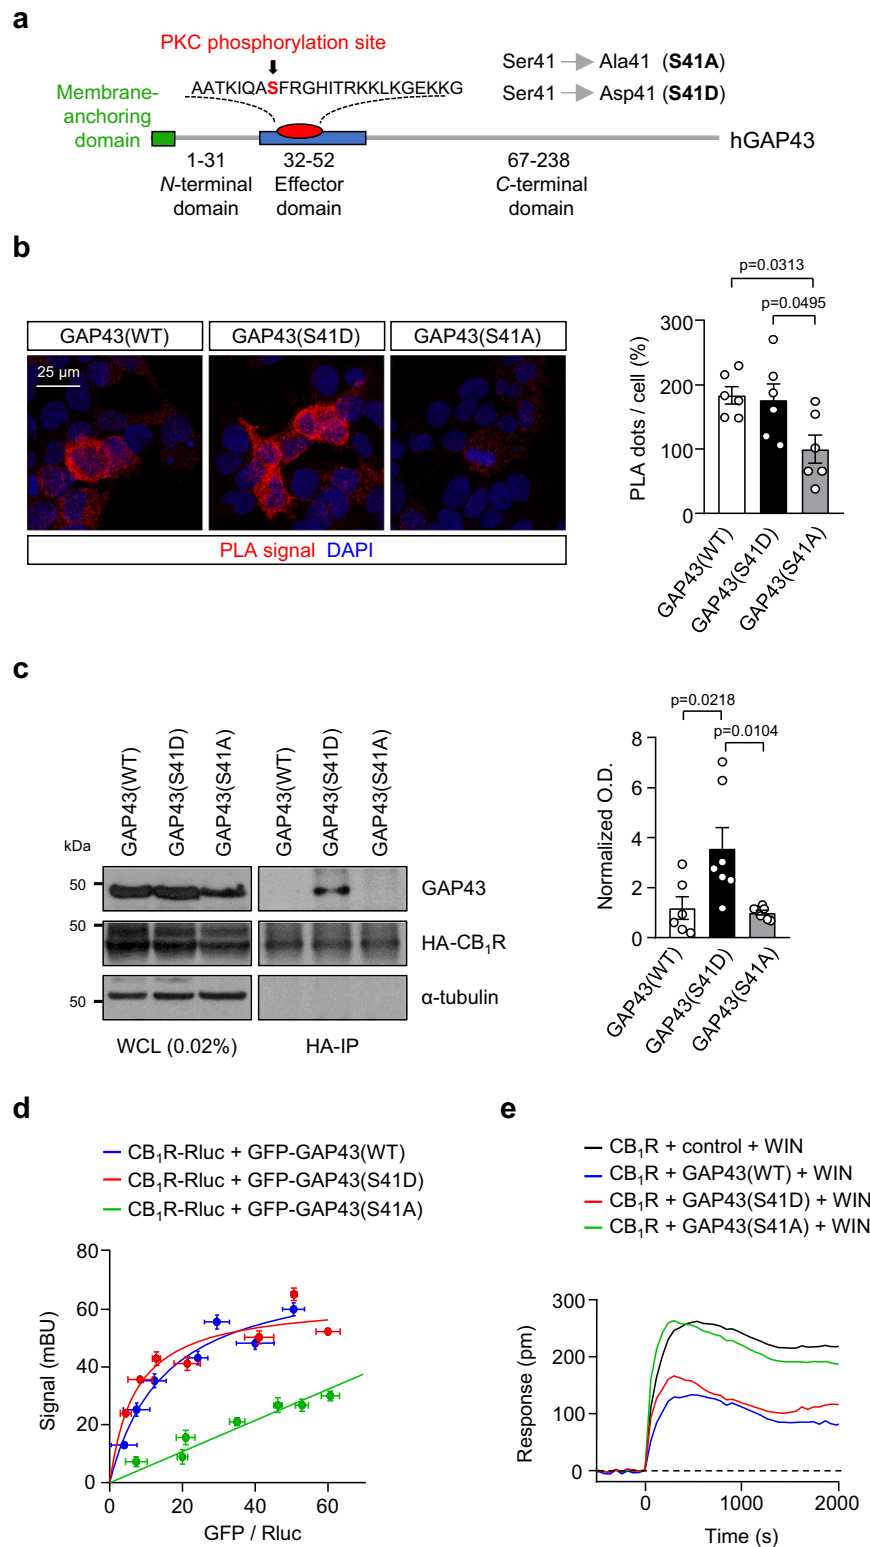 a
PKC phosphorylation site
AATKIQASFRGHITRKKLKGEKKG
Ser41 Ala41 (S41A)
Ser41 Asp41 (S41D)
Membrane-
anchoring
domain
hGAP43
1-31
N-terminal
domain
32-52
Effector
domain
67-238
C-terminal
domain
b
GAP43(WT)
GAP43(S41D)
GAP43(S41A)
25 µm
PLA signal DAPI
p=0.0313
p=0.0495
PLA dots / cell (%)
300
200
100
0
GAP43(WT)
GAP43(S41D)
GAP43(S41A)
c
GAP43(WT)
GAP43(S41D)
GAP43(S41A)
GAP43(WT)
GAP43(S41D)
GAP43(S41A)
kDa
50
GAP43
50
HA-CB₁R
50
α-tubulin
WCL (0.02%)
HA-IP
p=0.0218
p=0.0104
Normalized O.D.
8
6
4
2
0
GAP43(WT)
GAP43(S41D)
GAP43(S41A)
d
CB₁R-Rluc + GFP-GAP43(WT)
CB₁R-Rluc + GFP-GAP43(S41D)
CB₁R-Rluc + GFP-GAP43(S41A)
Signal (mBU)
80
60
40
20
0
0 20 40 60
GFP / Rluc
e
CB₁R + control + WIN
CB₁R + GAP43(WT) + WIN
CB₁R + GAP43(S41D) + WIN
CB₁R + GAP43(S41A) + WIN
Response (pm)
300
200
100
0
0 1000 2000
Time (s)